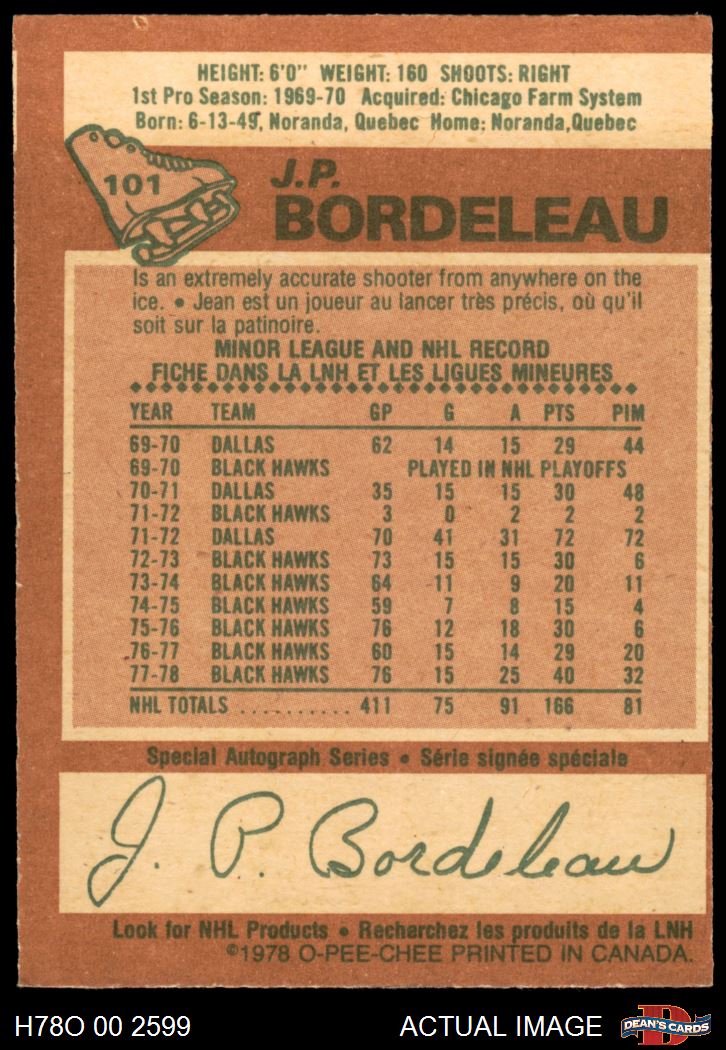 HEIGHT: 6'0" WEIGHT: 160 SHOOTS: RIGHT
1st Pro Season: 1969-70 Acquired: Chicago Farm System
Born: 6-13-49, Noranda, Quebec Home: Noranda, Quebec
101
J.P.
BORDELEAU
Is an extremely accurate shooter from anywhere on the
ice. • Jean est un joueur au lancer très précis, où qu'il
soit sur la patinoire.
MINOR LEAGUE AND NHL RECORD
FICHE DANS LA LNH ET LES LIGUES MINEURES
YEAR TEAM GP G A PTS PIM
69-70 DALLAS 62 14 15 29 44
69-70 BLACK HAWKS PLAYED IN NHL PLAYOFFS
70-71 DALLAS 35 15 15 30 48
71-72 BLACK HAWKS 3 0 2 2 2
71-72 DALLAS 70 41 31 72 72
72-73 BLACK HAWKS 73 15 15 30 6
73-74 BLACK HAWKS 64 11 9 20 11
74-75 BLACK HAWKS 59 7 8 15 4
75-76 BLACK HAWKS 76 12 18 30 6
76-77 BLACK HAWKS 60 15 14 29 20
77-78 BLACK HAWKS 76 15 25 40 32
NHL TOTALS .......... 411 75 91 166 81
Special Autograph Series • Série signée spéciale
J. P. Bordeleau
Look for NHL Products • Recherchez les produits de la LNH
©1978 O-PEE-CHEE PRINTED IN CANADA.
H78O 00 2599 ACTUAL IMAGE D DEAN'S CARDS